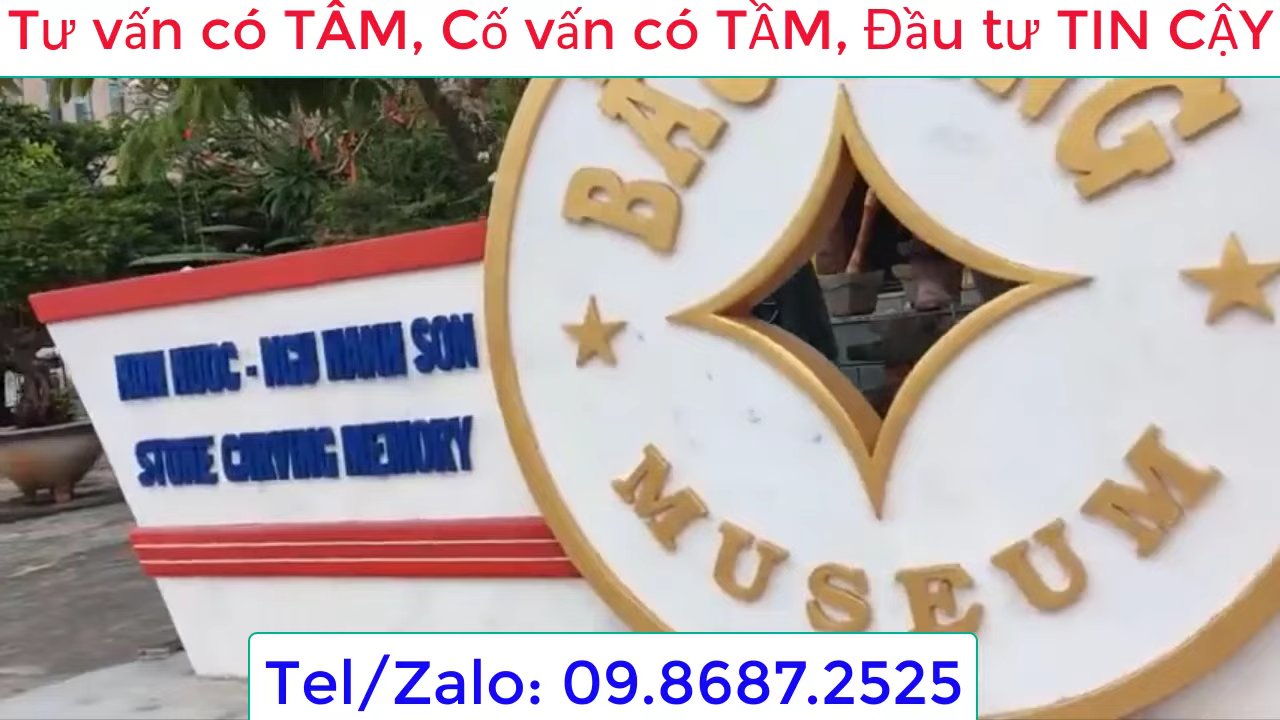 Tư vấn có TÂM, Cố vấn có TẦM, Đầu tư TIN CẬY
SON
STONE CARVING MEMORY
MUSEUM
Tel/Zalo: 09.8687.2525